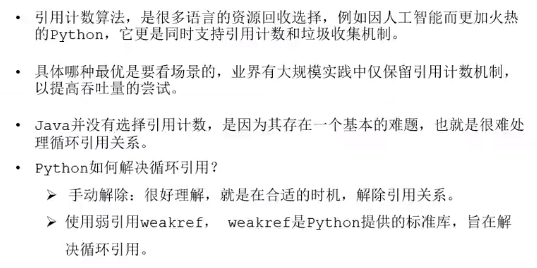 • 引用计数算法，是很多语言的资源回收选择，例如因人工智能而更加火热
的Python，它更是同时支持引用计数和垃圾收集机制。
• 具体哪种最优是要看场景的，业界有大规模实践中仅保留引用计数机制，
以提高吞吐量的尝试。
• Java并没有选择引用计数，是因为其存在一个基本的难题，也就是很难处
理循环引用关系。
• Python如何解决循环引用？
➢ 手动解除：很好理解，就是在合适的时机，解除引用关系。
➢ 使用弱引用weakref， weakref是Python提供的标准库，旨在解
决循环引用。